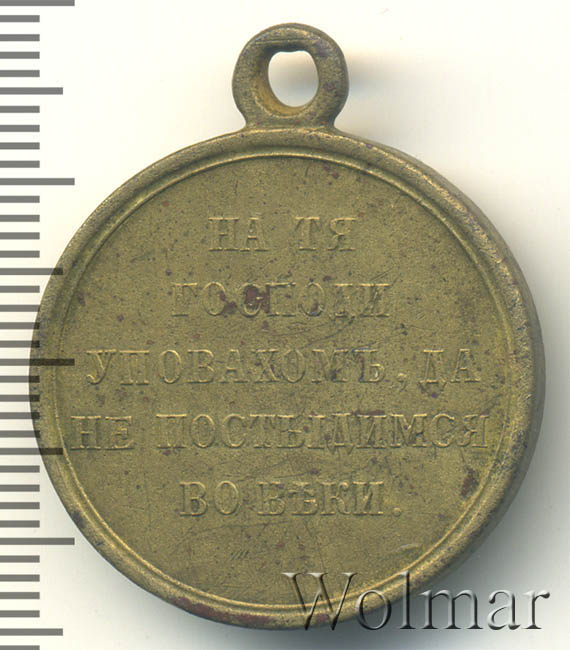 НА ТЯ
ГОСПОДИ
УПОВАХОМЪ, ДА
НЕ ПОСТЫДИМСЯ
ВО ВѢКИ.
Wolmar